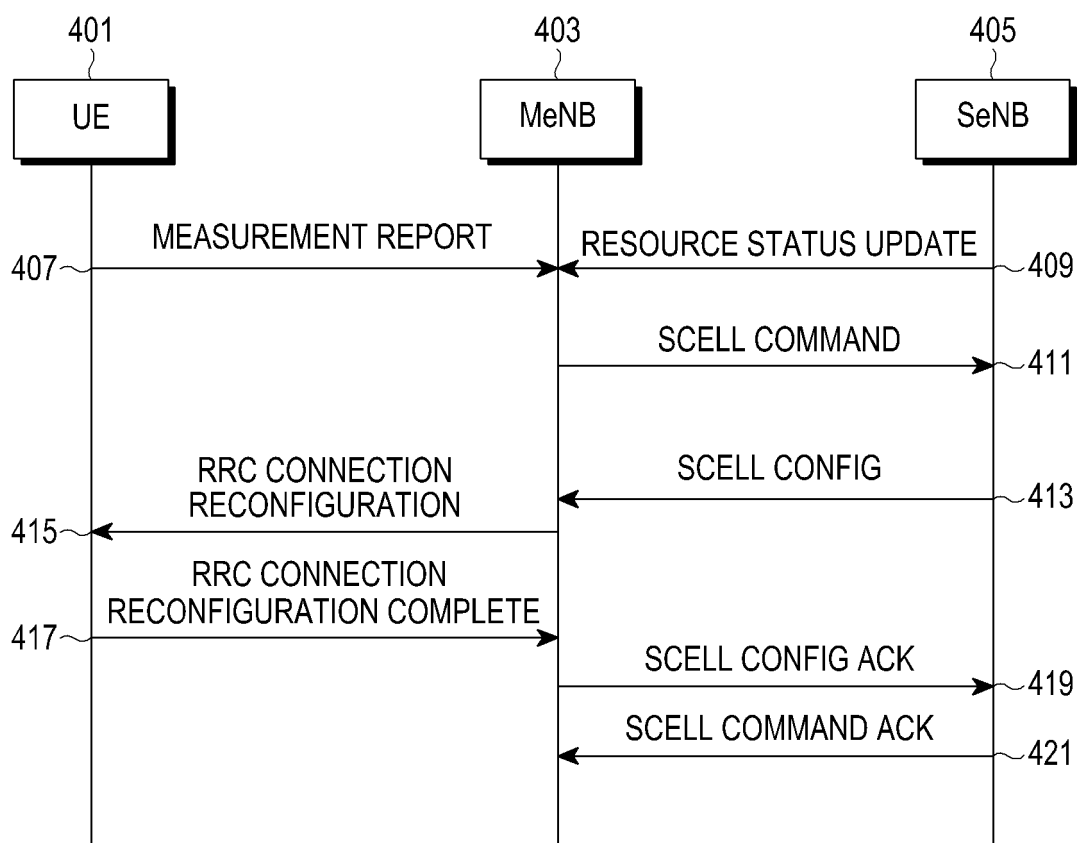 401
403
405
UE
MeNB
SeNB
MEASUREMENT REPORT
RESOURCE STATUS UPDATE
407
409
SCELL COMMAND
411
RRC CONNECTION
RECONFIGURATION
SCELL CONFIG
413
415
RRC CONNECTION
RECONFIGURATION COMPLETE
417
SCELL CONFIG ACK
419
SCELL COMMAND ACK
421